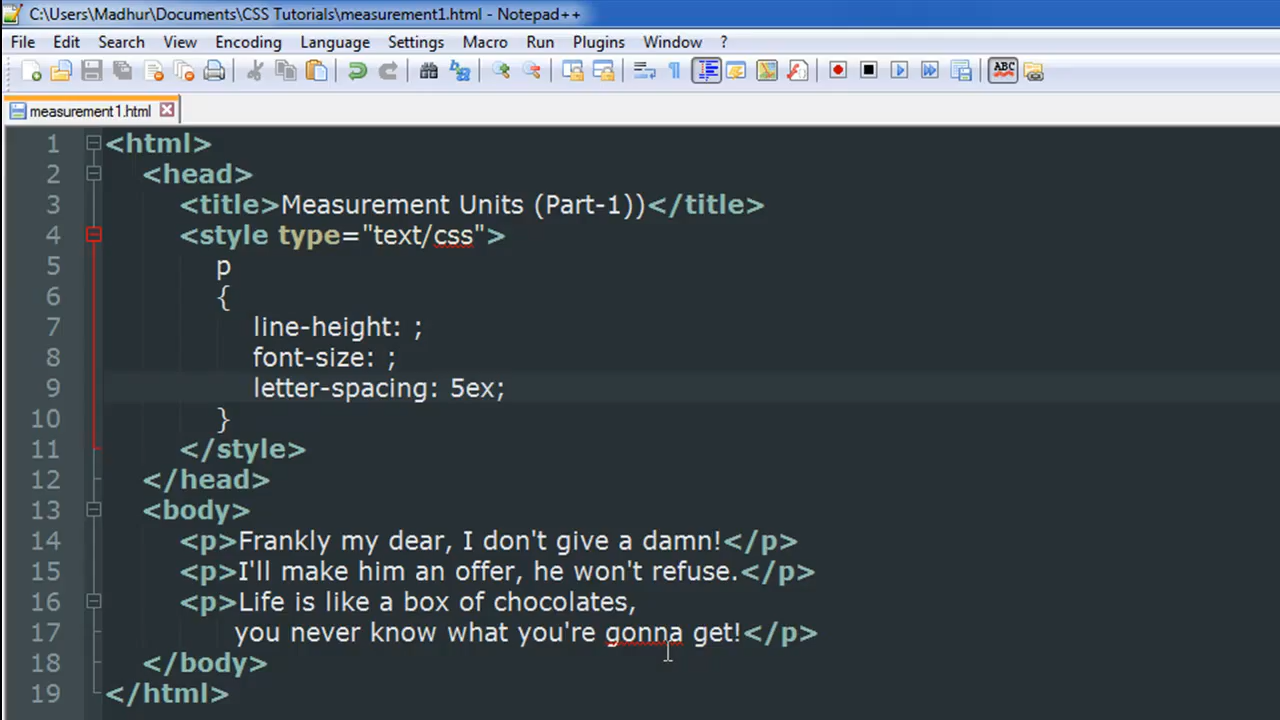 C:\Users\Madhur\Documents\CSS Tutorials\measurement1.html - Notepad++
File Edit Search View Encoding Language Settings Macro Run Plugins Window ?
ABC
measurement1.html
1 <html>
2 <head>
3 <title>Measurement Units (Part-1))</title>
4 <style type="text/css">
5 p
6 {
7 line-height: ;
8 font-size: ;
9 letter-spacing: 5ex;
10 }
11 </style>
12 </head>
13 <body>
14 <p>Frankly my dear, I don't give a damn!</p>
15 <p>I'll make him an offer, he won't refuse.</p>
16 <p>Life is like a box of chocolates,
17 you never know what you're gonna get!</p>
18 </body>
19 </html>